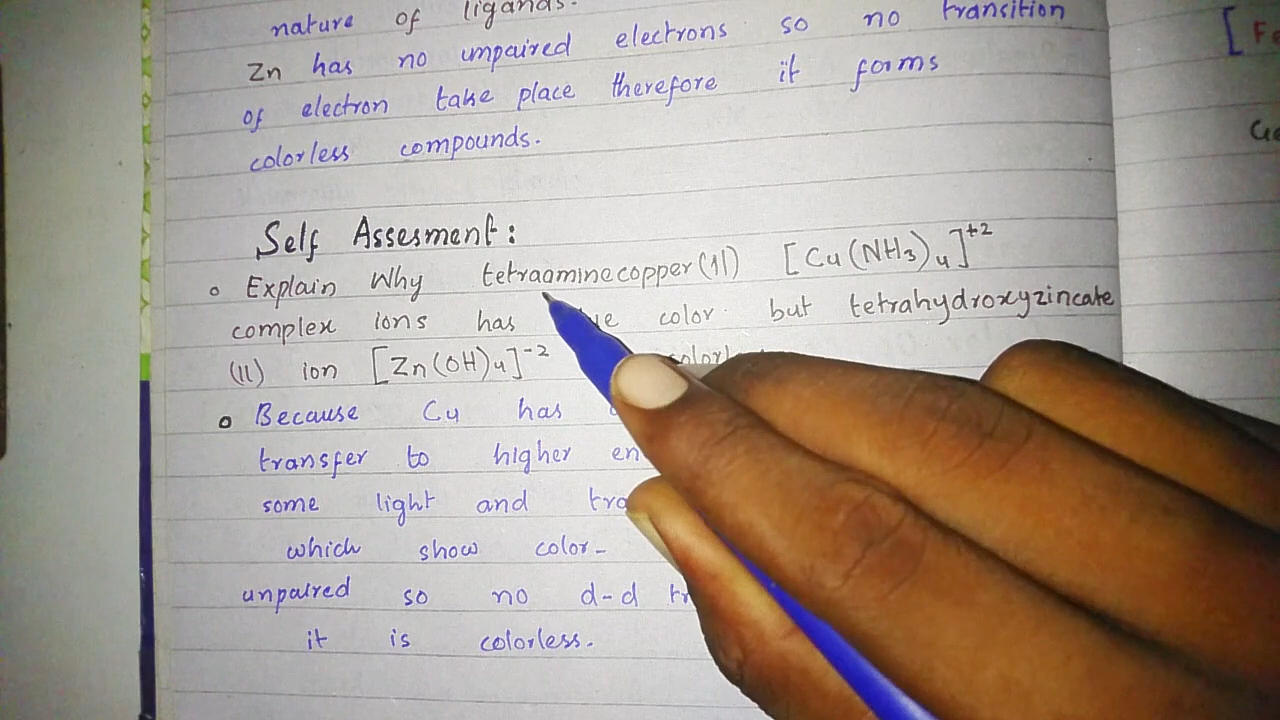 nature of ligands.
Zn has no unpaired electrons so no transition
of electron take place therefore it forms
colorless compounds.
Self Assesment:
Explain Why tetraaminecopper(II) [Cu(NH3)4]+2
complex ions has color. but tetrahydroxyzincate
(II) ion [Zn(OH)4]-2
Because Cu has
transfer to higher
some light and
which show color-
unpaired so no d-d
it is colorless.
[Fe